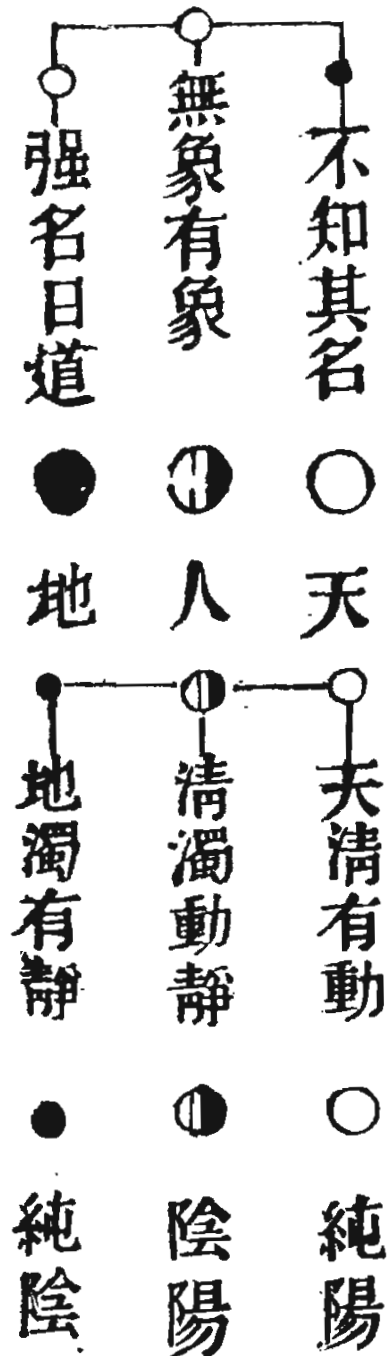 不知其名
無象有象
强名曰道
天
人
地
天清有動
清濁動靜
地濁有靜
純陽
陰陽
純陰